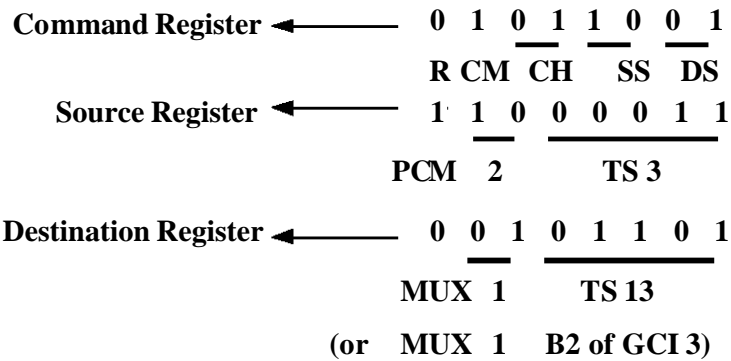 Command Register 0 1 0 1 1 0 0 1
R CM CH SS DS
Source Register 1 1 0 0 0 0 1 1
PCM 2 TS 3
Destination Register 0 0 1 0 1 1 0 1
MUX 1 TS 13
(or MUX 1 B2 of GCI 3)